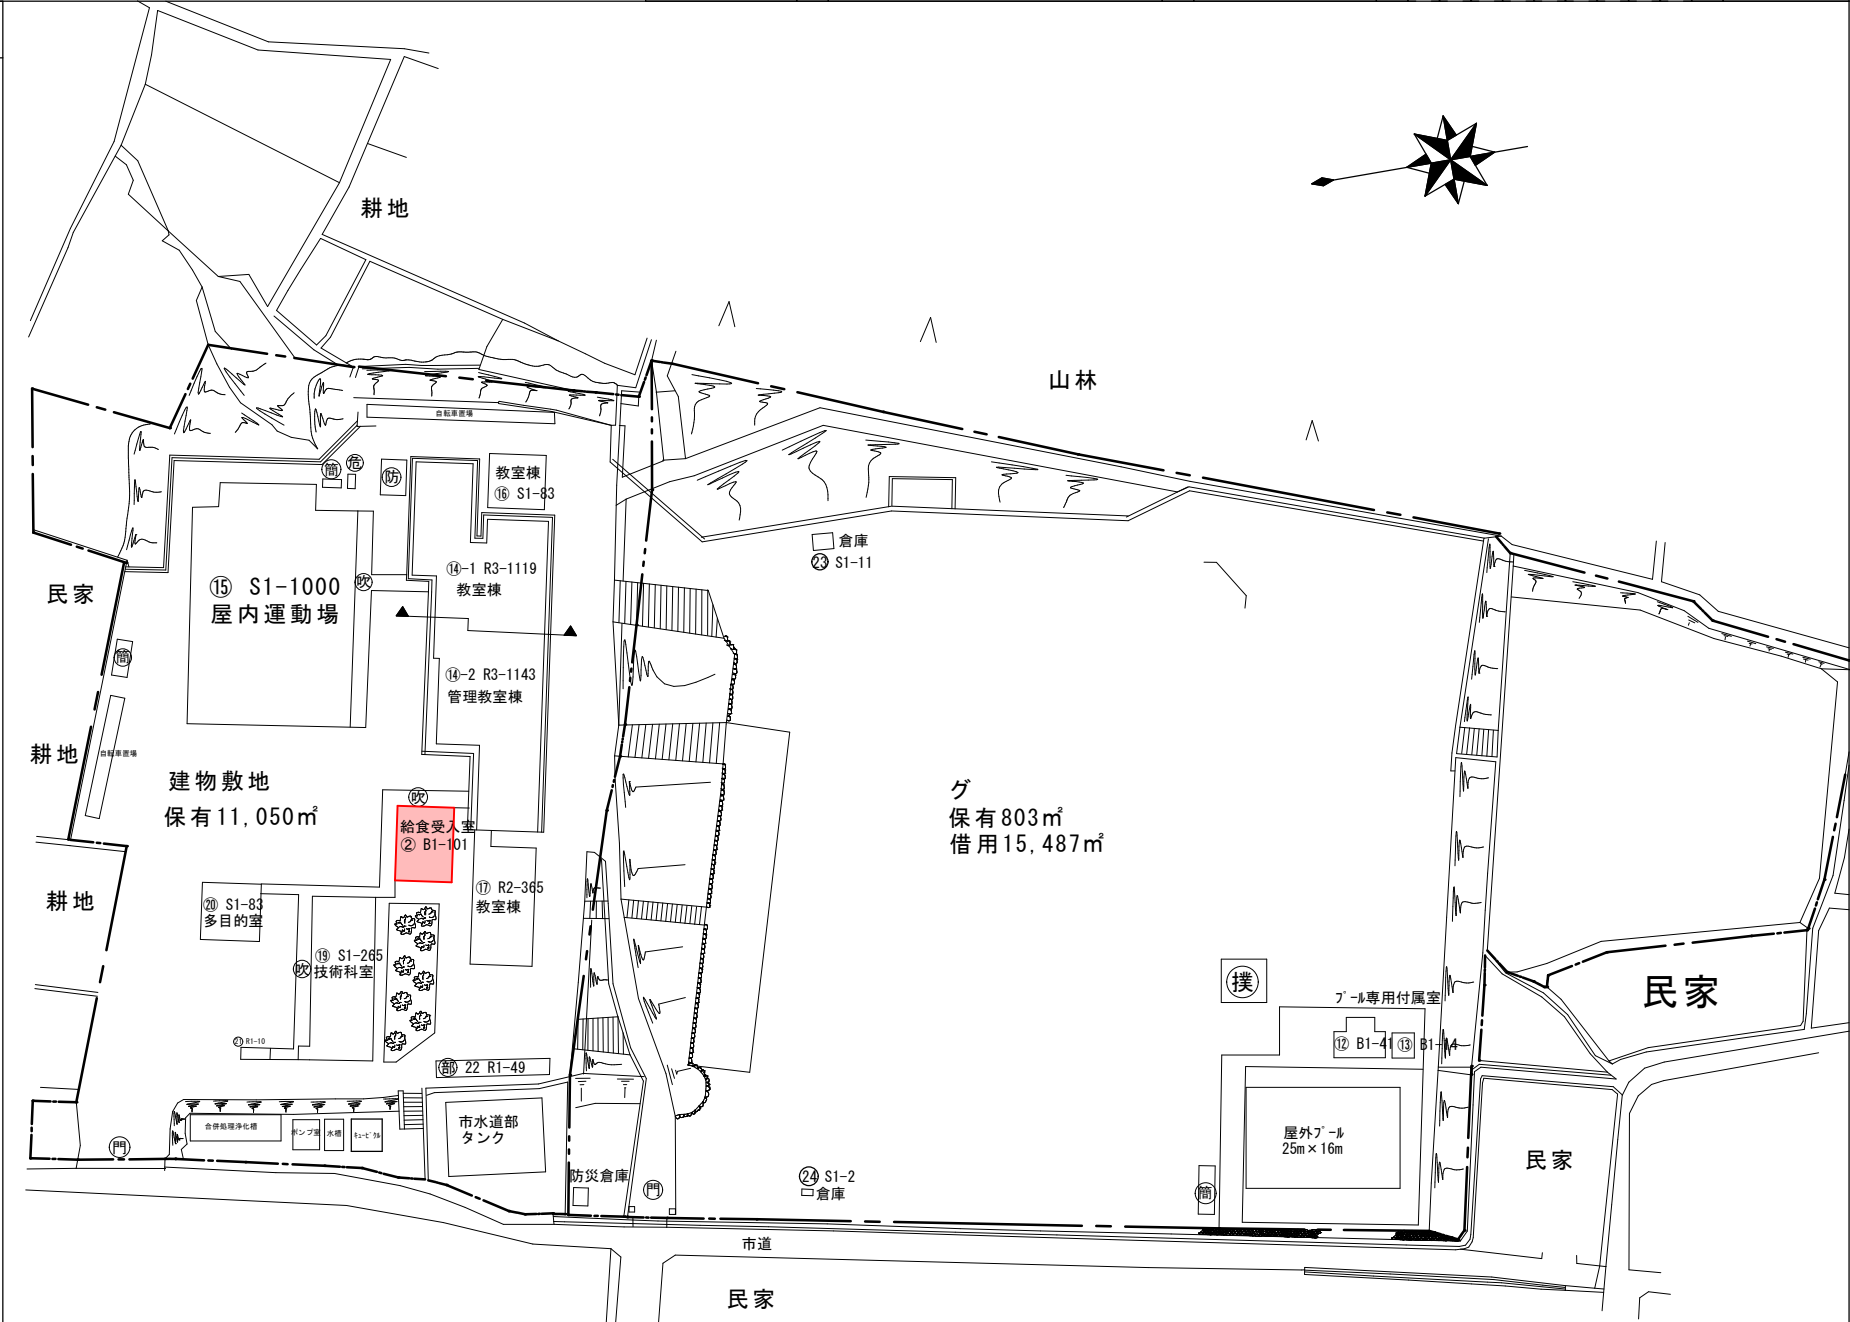 耕地
山林
自転車置場
簡
危
防
教室棟
⑯ S1-83
倉庫
㉓ S1-11
⑭-1 R3-1119
教室棟
⑮ S1-1000
屋内運動場
吹
民家
簡
⑭-2 R3-1143
管理教室棟
耕地
自転車置場
建物敷地
保有11,050㎡
吹
給食受入室
② B1-101
グ
保有803㎡
借用15,487㎡
耕地
⑳ S1-83
多目的室
⑰ R2-365
教室棟
吹
⑲ S1-265
技術科室
撲
民家
プール専用付属室
⑫ B1-41
⑬ B1-14
㉑ R1-10
部 22 R1-49
合併処理浄化槽
ポンプ室
水槽
キュービクル
市水道部
タンク
屋外プール
25m×16m
民家
門
防災倉庫
門
㉔ S1-2
倉庫
簡
市道
民家